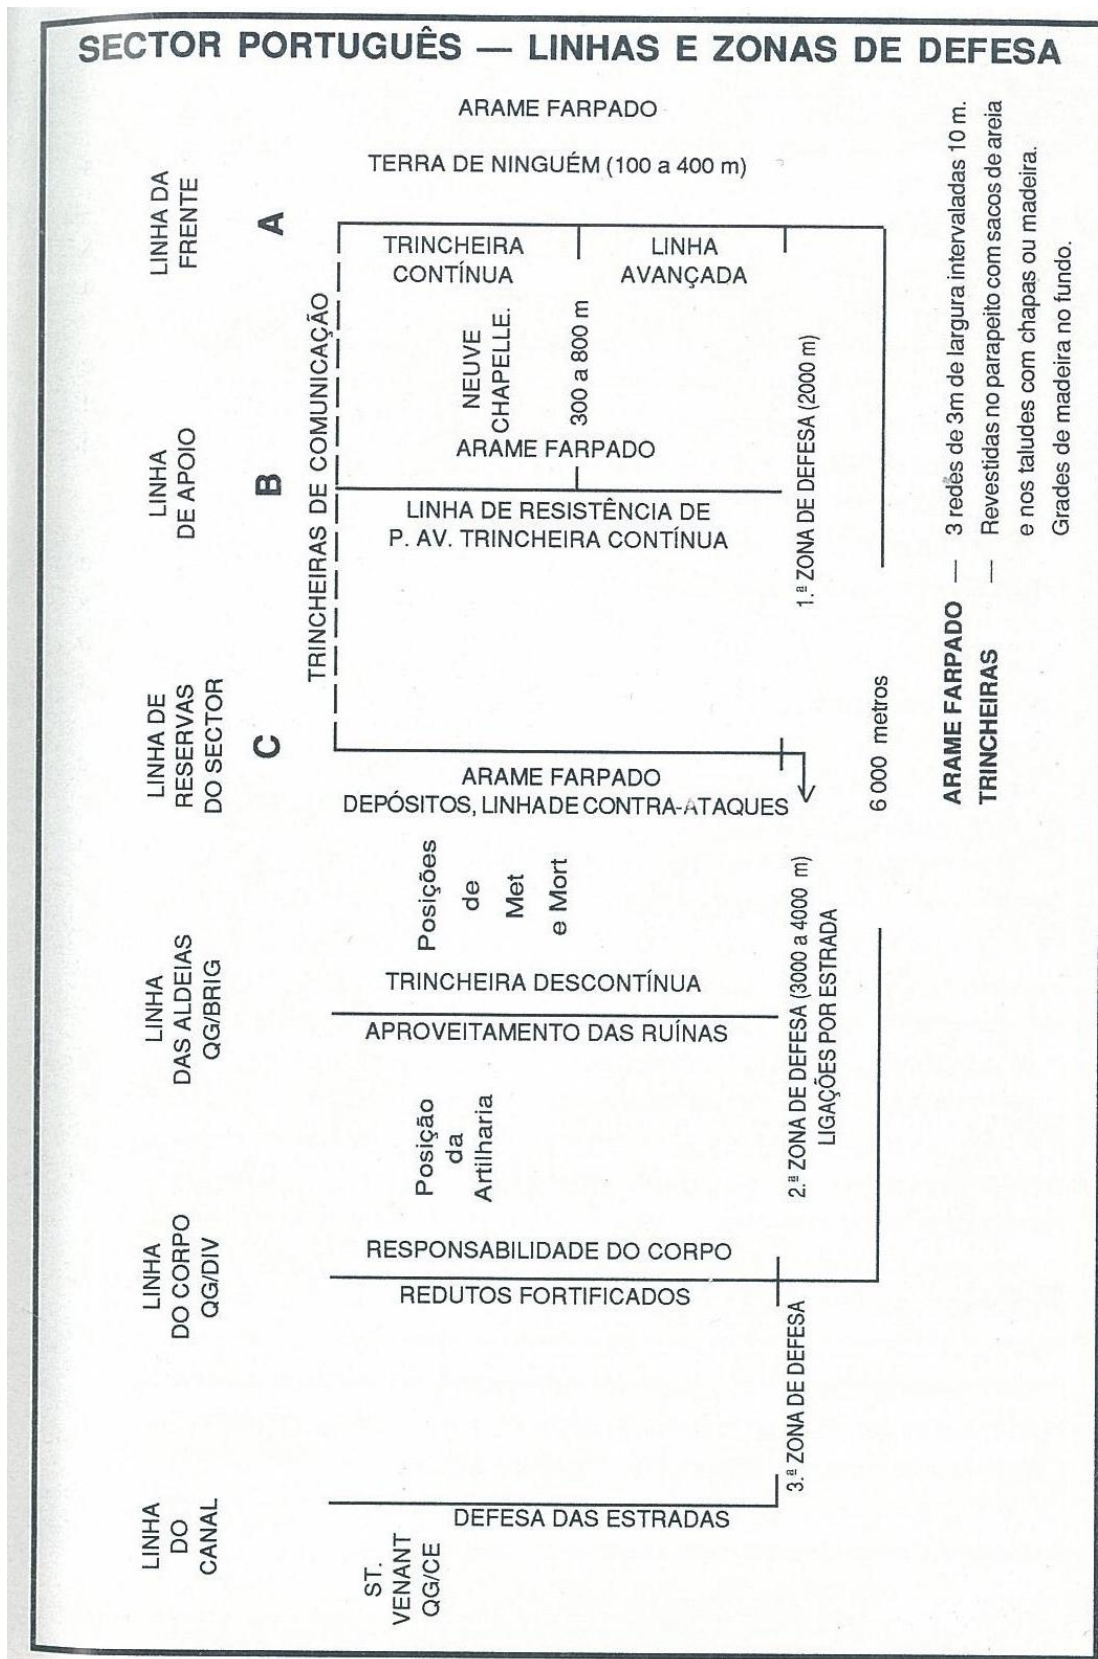 SECTOR PORTUGUÊS — LINHAS E ZONAS DE DEFESA
ARAME FARPADO
TERRA DE NINGUÉM (100 a 400 m)
LINHA DA
FRENTE
A
TRINCHEIRA
CONTÍNUA
LINHA
AVANÇADA
TRINCHEIRAS DE COMUNICAÇÃO
NEUVE
CHAPELLE.
300 a 800 m
ARAME FARPADO
LINHA
DE APOIO
B
LINHA DE RESISTÊNCIA DE
P. AV. TRINCHEIRA CONTÍNUA
1.ª ZONA DE DEFESA (2000 m)
LINHA DE
RESERVAS
DO SECTOR
C
ARAME FARPADO
DEPÓSITOS, LINHA DE CONTRA-ATAQUES
6 000 metros
Posições
de
Met
e Mort
LINHA
DAS ALDEIAS
QG/BRIG
TRINCHEIRA DESCONTÍNUA
APROVEITAMENTO DAS RUÍNAS
2.ª ZONA DE DEFESA (3000 a 4000 m)
LIGAÇÕES POR ESTRADA
Posição
da
Artilharia
LINHA
DO CORPO
QG/DIV
RESPONSABILIDADE DO CORPO
REDUTOS FORTIFICADOS
3.ª ZONA DE DEFESA
LINHA
DO
CANAL
DEFESA DAS ESTRADAS
ST.
VENANT
QG/CE
ARAME FARPADO — 3 redes de 3m de largura intervaladas 10 m.
TRINCHEIRAS — Revestidas no parapeito com sacos de areia
e nos taludes com chapas ou madeira.
Grades de madeira no fundo.